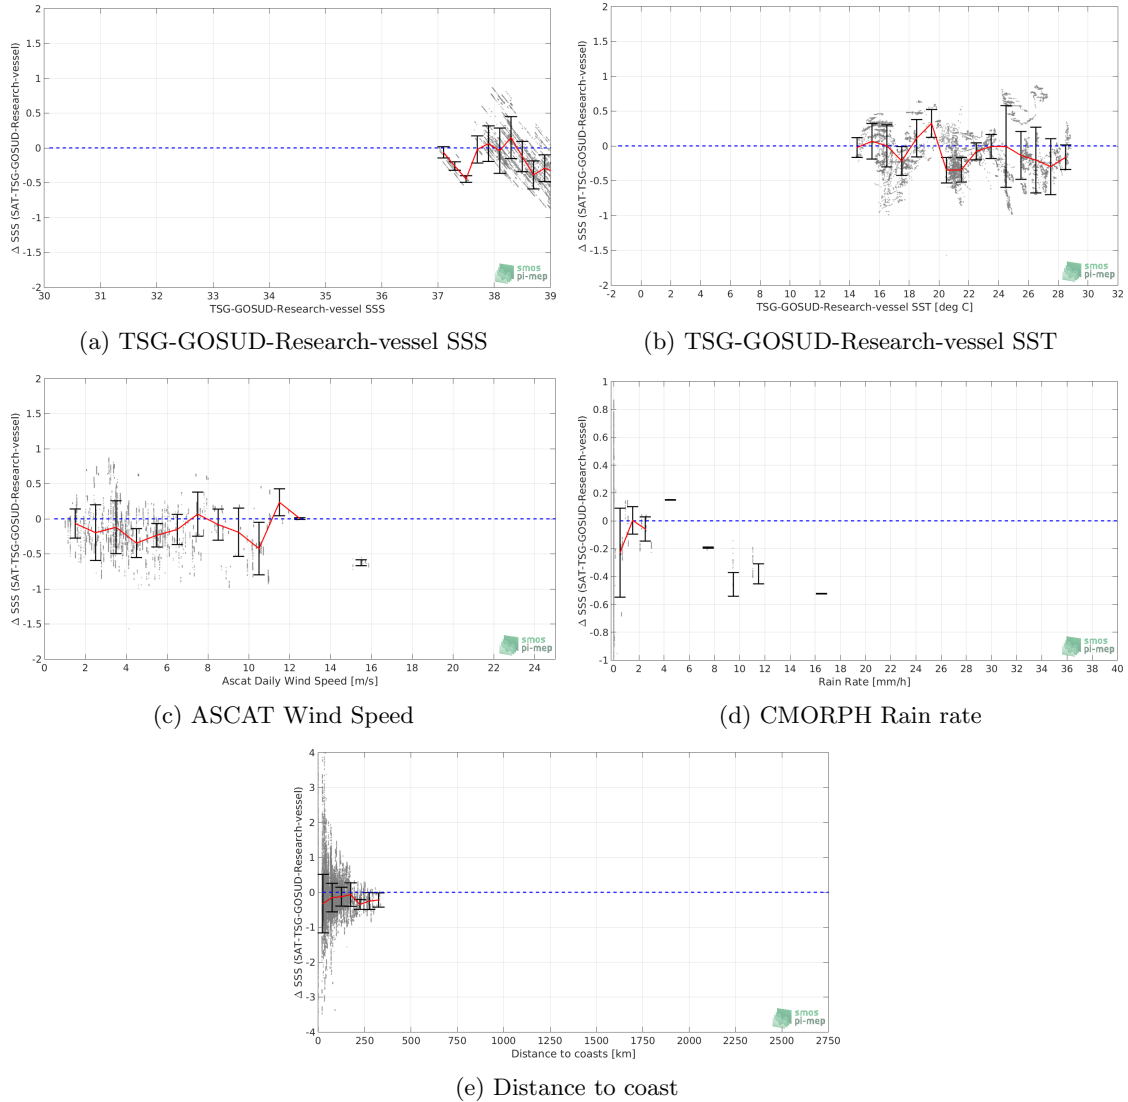 Δ SSS (SAT-TSG-GOSUD-Research-vessel)
2
1.5
1
0.5
0
-0.5
-1
-1.5
-2
30 31 32 33 34 35 36 37 38 39
TSG-GOSUD-Research-vessel SSS
smos
pi-mep
(a) TSG-GOSUD-Research-vessel SSS
Δ SSS (SAT-TSG-GOSUD-Research-vessel)
2
1.5
1
0.5
0
-0.5
-1
-1.5
-2
-2 0 2 4 6 8 10 12 14 16 18 20 22 24 26 28 30 32
TSG-GOSUD-Research-vessel SST [deg C]
smos
pi-mep
(b) TSG-GOSUD-Research-vessel SST
Δ SSS (SAT-TSG-GOSUD-Research-vessel)
2
1.5
1
0.5
0
-0.5
-1
-1.5
-2
0 2 4 6 8 10 12 14 16 18 20 22 24
Ascat Daily Wind Speed [m/s]
smos
pi-mep
(c) ASCAT Wind Speed
Δ SSS (SAT-TSG-GOSUD-Research-vessel)
1
0.8
0.6
0.4
0.2
0
-0.2
-0.4
-0.6
-0.8
-1
0 2 4 6 8 10 12 14 16 18 20 22 24 26 28 30 32 34 36 38 40
Rain Rate [mm/h]
smos
pi-mep
(d) CMORPH Rain rate
Δ SSS (SAT-TSG-GOSUD-Research-vessel)
4
3
2
1
0
-1
-2
-3
-4
0 250 500 750 1000 1250 1500 1750 2000 2250 2500 2750
Distance to coasts [km]
smos
pi-mep
(e) Distance to coast